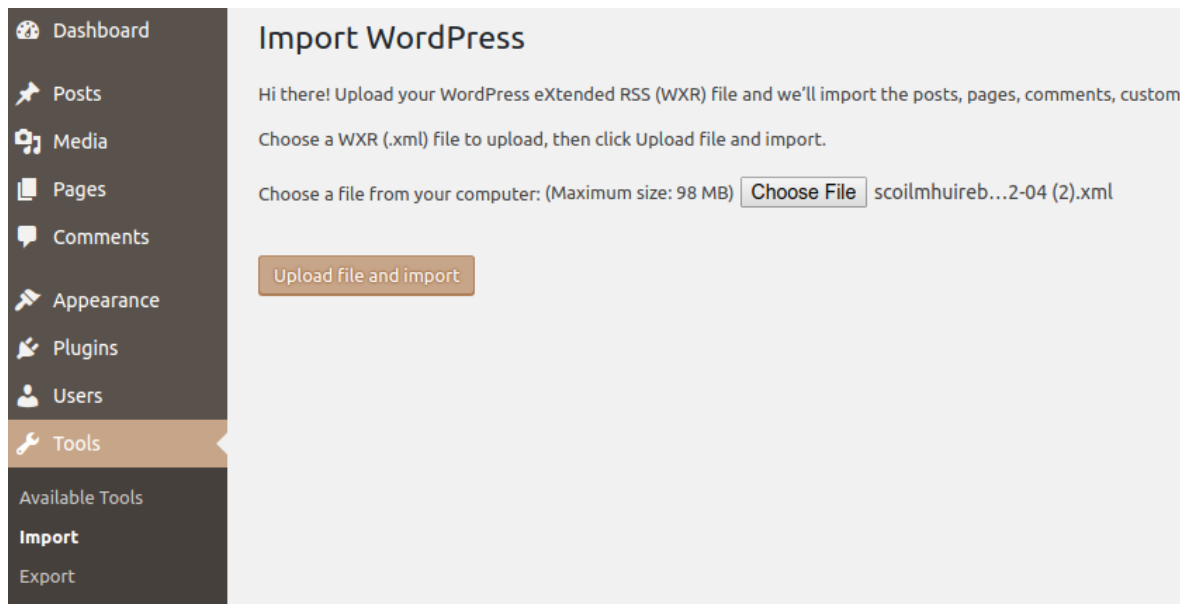 Dashboard
Posts
Media
Pages
Comments
Appearance
Plugins
Users
Tools
Available Tools
Import
Export
Import WordPress
Hi there! Upload your WordPress eXtended RSS (WXR) file and we’ll import the posts, pages, comments, custom
Choose a WXR (.xml) file to upload, then click Upload file and import.
Choose a file from your computer: (Maximum size: 98 MB) Choose File scoilmhuireb…2-04 (2).xml
Upload file and import